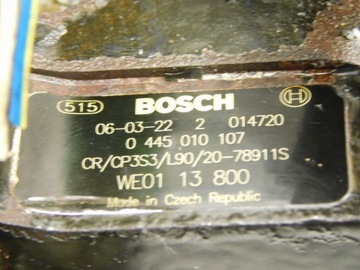 515 BOSCH
06-03-22 2 014720
0 445 010 107
CR/CP3S3/L90/20-78911S
WE01 13 800
Made in Czech Republic